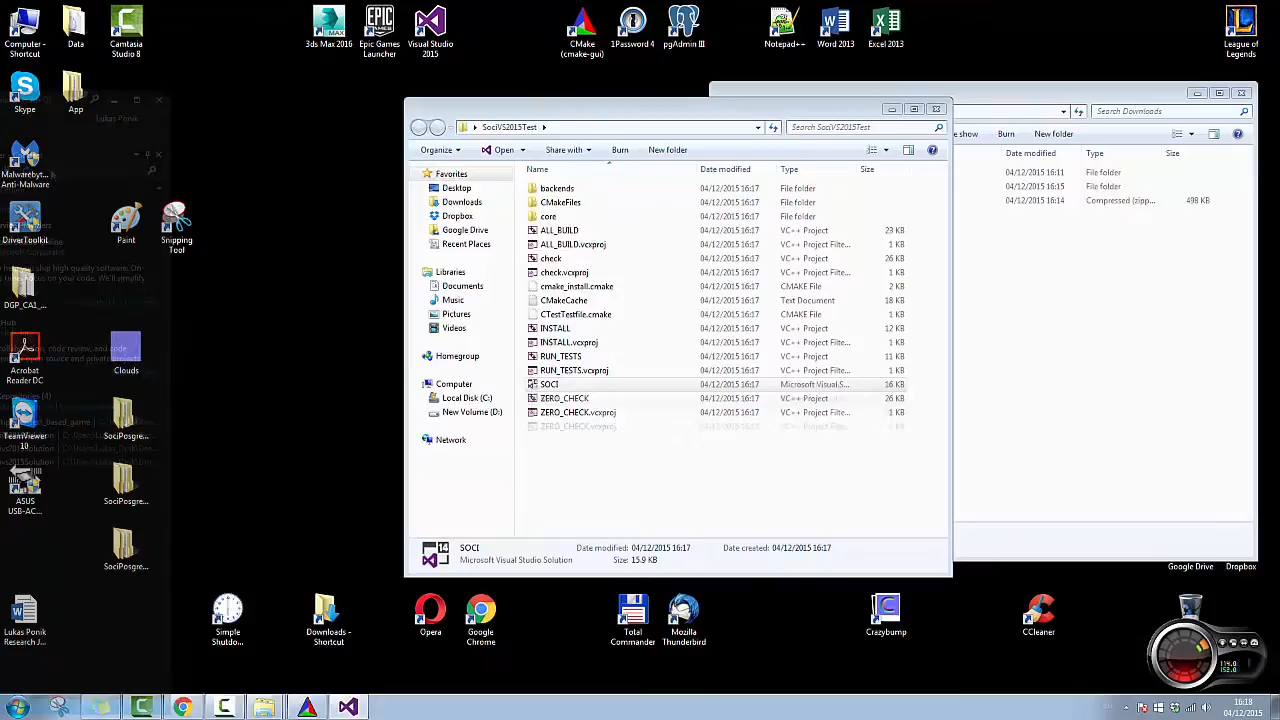 Computer -
Shortcut
Data
Camtasia
Studio 8
3ds Max 2016
Epic Games
Launcher
Visual Studio
2015
CMake
(cmake-gui)
1Password 4
pgAdmin III
Notepad++
Word 2013
Excel 2013
League of
Legends
Skype
App
Lukas Ponik
Malwareb...
Anti-Malware
DriverToolkit
Paint
Snipping
Tool
DGP_CA1_...
Acrobat
Reader DC
Clouds
TeamViewer
10
SociPosgre...
ASUS
USB-AC...
SociPosgre...
SociPosgre...
Search Downloads
Burn
New folder
Date modified
Type
Size
04/12/2015 16:11
File folder
04/12/2015 16:15
File folder
04/12/2015 16:14
Compressed (zipp...
498 KB
SociVS2015Test
Search SociVS2015Test
Organize
Open
Share with
Burn
New folder
Favorites
Desktop
Downloads
Dropbox
Google Drive
Recent Places
Libraries
Documents
Music
Pictures
Videos
Homegroup
Computer
Local Disk (C:)
New Volume (D:)
Network
Name Date modified Type Size
backends 04/12/2015 16:17 File folder
CMakeFiles 04/12/2015 16:17 File folder
core 04/12/2015 16:17 File folder
ALL_BUILD 04/12/2015 16:17 VC++ Project 23 KB
ALL_BUILD.vcxproj 04/12/2015 16:17 VC++ Project Filte... 1 KB
check 04/12/2015 16:17 VC++ Project 26 KB
check.vcxproj 04/12/2015 16:17 VC++ Project Filte... 1 KB
cmake_install.cmake 04/12/2015 16:17 CMAKE File 2 KB
CMakeCache 04/12/2015 16:17 Text Document 18 KB
CTestTestfile.cmake 04/12/2015 16:17 CMAKE File 1 KB
INSTALL 04/12/2015 16:17 VC++ Project 12 KB
INSTALL.vcxproj 04/12/2015 16:17 VC++ Project Filte... 1 KB
RUN_TESTS 04/12/2015 16:17 VC++ Project 11 KB
RUN_TESTS.vcxproj 04/12/2015 16:17 VC++ Project Filte... 1 KB
SOCI 04/12/2015 16:17 Microsoft Visual S... 16 KB
ZERO_CHECK 04/12/2015 16:17 VC++ Project 26 KB
ZERO_CHECK.vcxproj 04/12/2015 16:17 VC++ Project Filte... 1 KB
ZERO_CHECK.vcxproj 04/12/2015 16:17 VC++ Project Filte... 1 KB
14
SOCI Date modified: 04/12/2015 16:17 Date created: 04/12/2015 16:17
Microsoft Visual Studio Solution Size: 15.9 KB
Google Drive
Dropbox
Lukas Ponik
Research J...
Simple
Shutdo...
Downloads -
Shortcut
Opera
Google
Chrome
Total
Commander
Mozilla
Thunderbird
Crazybump
CCleaner
16:18
04/12/2015